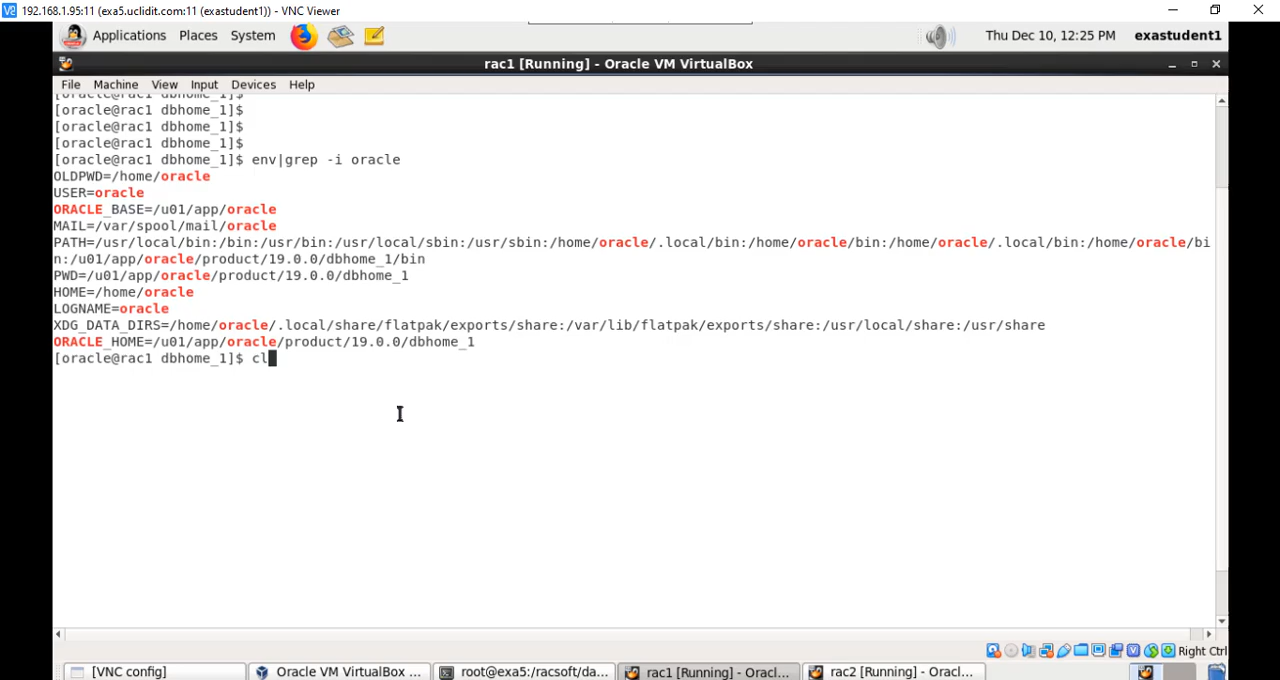 192.168.1.95:11 (exa5.uclidit.com:11 (exastudent1)) - VNC Viewer
Applications Places System Thu Dec 10, 12:25 PM exastudent1
rac1 [Running] - Oracle VM VirtualBox
File Machine View Input Devices Help
[oracle@rac1 dbhome_1]$
[oracle@rac1 dbhome_1]$
[oracle@rac1 dbhome_1]$
[oracle@rac1 dbhome_1]$
[oracle@rac1 dbhome_1]$ env|grep -i oracle
OLDPWD=/home/oracle
USER=oracle
ORACLE_BASE=/u01/app/oracle
MAIL=/var/spool/mail/oracle
PATH=/usr/local/bin:/bin:/usr/bin:/usr/local/sbin:/usr/sbin:/home/oracle/.local/bin:/home/oracle/bin:/home/oracle/.local/bin:/home/oracle/bi
n:/u01/app/oracle/product/19.0.0/dbhome_1/bin
PWD=/u01/app/oracle/product/19.0.0/dbhome_1
HOME=/home/oracle
LOGNAME=oracle
XDG_DATA_DIRS=/home/oracle/.local/share/flatpak/exports/share:/var/lib/flatpak/exports/share:/usr/local/share:/usr/share
ORACLE_HOME=/u01/app/oracle/product/19.0.0/dbhome_1
[oracle@rac1 dbhome_1]$ cl
Right Ctrl
[VNC config] Oracle VM VirtualBox ... root@exa5:/racsoft/da... rac1 [Running] - Oracl... rac2 [Running] - Oracl...